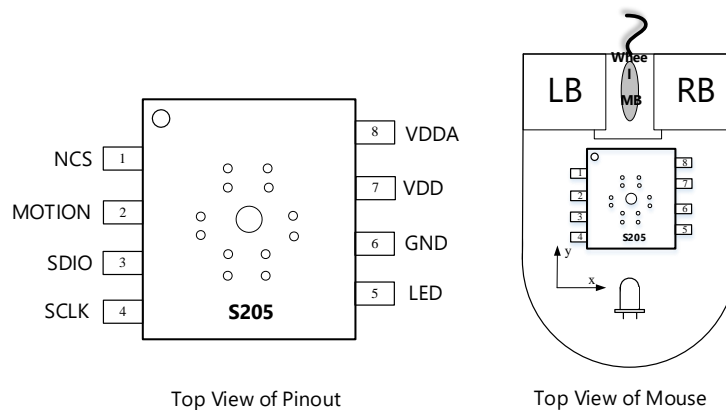 NCS
MOTION
SDIO
SCLK
1
2
3
4
8
7
6
5
VDDA
VDD
GND
LED
S205
Top View of Pinout
LB
Whee
l
MB
RB
1
2
3
4
8
7
6
5
S205
y
x
Top View of Mouse